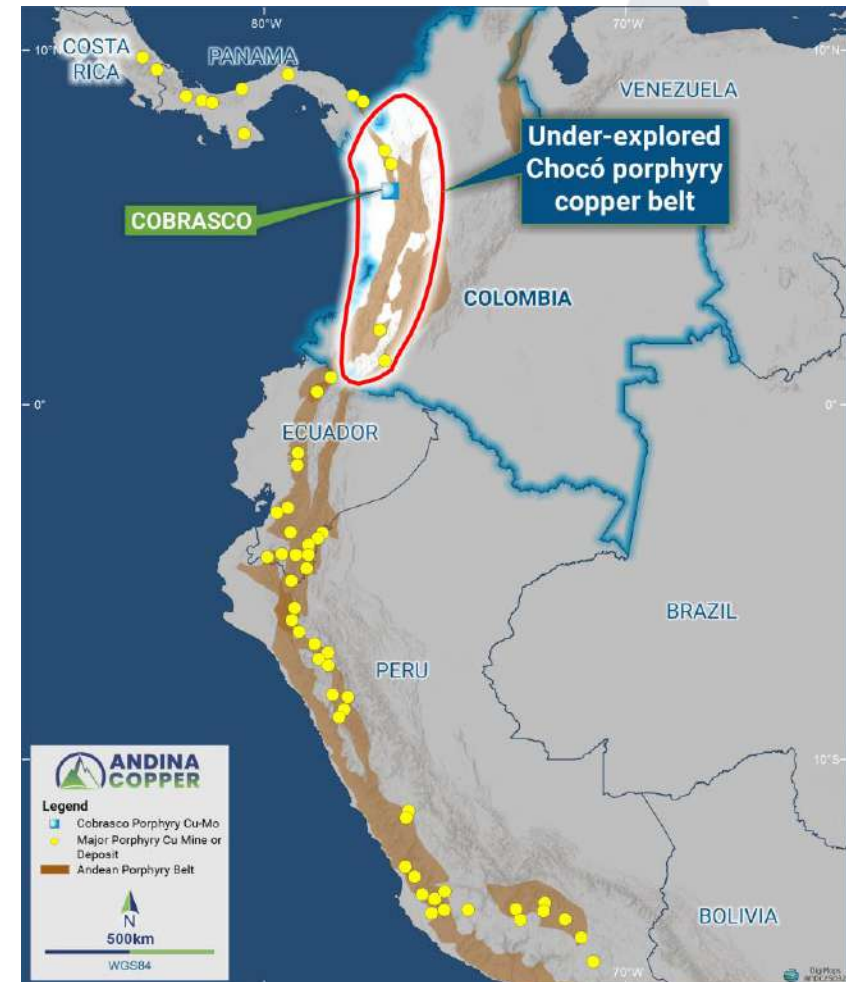 80°W
70°W
10°N
10°N
COSTA
RICA
PANAMA
VENEZUELA
Under-explored
Chocó porphyry
copper belt
COBRASCO
COLOMBIA
0°
0°
ECUADOR
BRAZIL
PERU
10°S
ANDINA
COPPER
Legend
Cobrasco Porphyry Cu-Mo
Major Porphyry Cu Mine or
Deposit
Andean Porphyry Belt
N
500km
WGS84
BOLIVIA
70°W
DigMaps